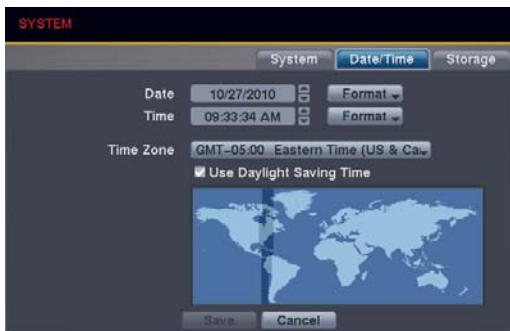 SYSTEM
System Date/Time Storage
Date 10/27/2010 Format
Time 09:33:34 AM Format
Time Zone GMT-05:00 Eastern Time (US & Ca
Use Daylight Saving Time
Save Cancel